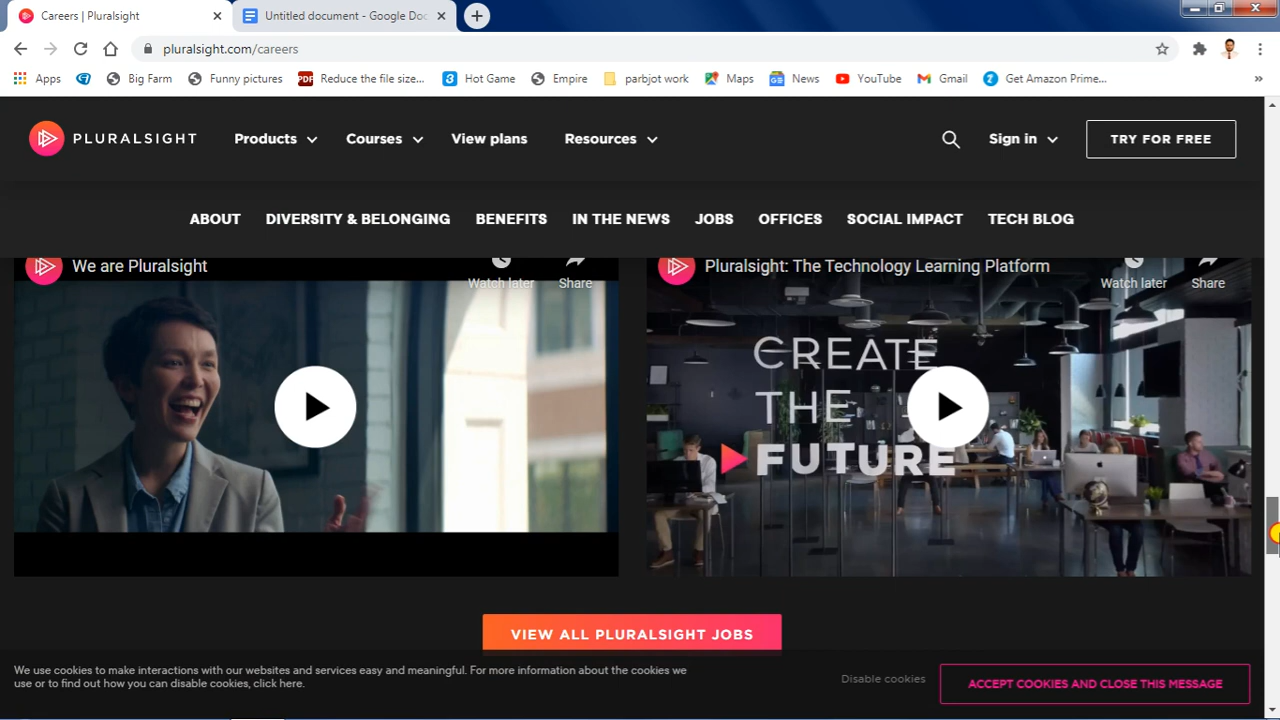 Careers | Pluralsight
Untitled document - Google Doc
pluralsight.com/careers
Apps Big Farm Funny pictures PDF Reduce the file size... Hot Game Empire parbjot work Maps News YouTube Gmail Get Amazon Prime... »
PLURALSIGHT Products Courses View plans Resources Sign in TRY FOR FREE
ABOUT DIVERSITY & BELONGING BENEFITS IN THE NEWS JOBS OFFICES SOCIAL IMPACT TECH BLOG
We are Pluralsight
Watch later Share
Pluralsight: The Technology Learning Platform
Watch later Share
CREATE
THE
FUTURE
VIEW ALL PLURALSIGHT JOBS
We use cookies to make interactions with our websites and services easy and meaningful. For more information about the cookies we
use or to find out how you can disable cookies, click here.
Disable cookies
ACCEPT COOKIES AND CLOSE THIS MESSAGE